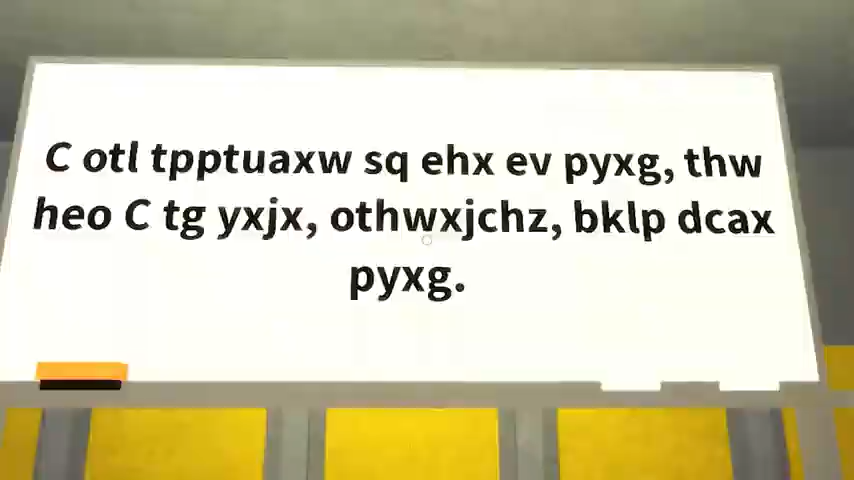 C otl tpptuaxw sq ehx ev pyxg, thw
heo C tg yxjx, othwxjchz, bklp dcax
pyxg.